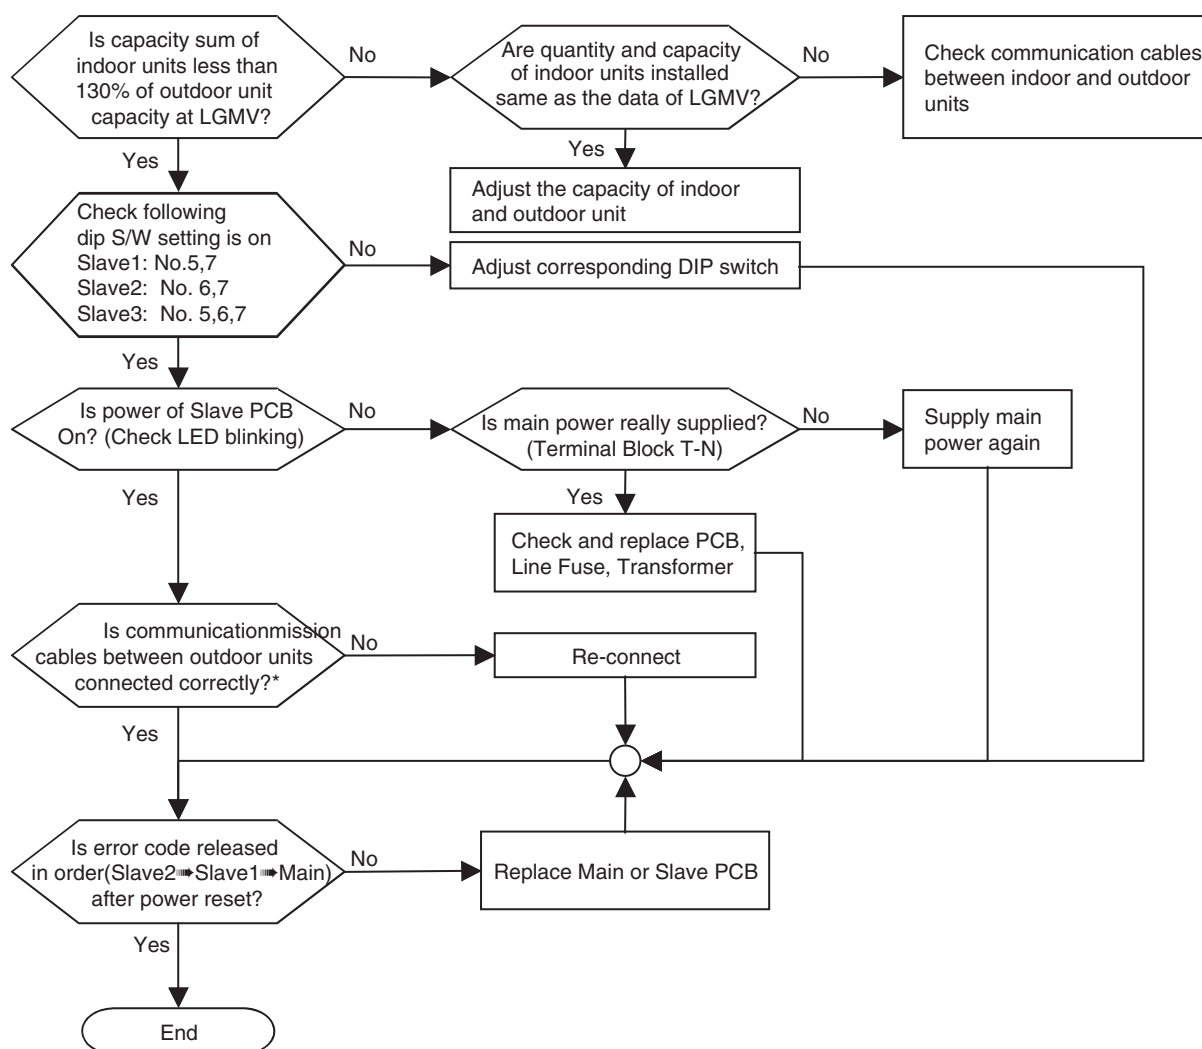 Is capacity sum of
indoor units less than
130% of outdoor unit
capacity at LGMV?
No
Are quantity and capacity
of indoor units installed
same as the data of LGMV?
No
Check communication cables
between indoor and outdoor
units
Yes
Yes
Adjust the capacity of indoor
and outdoor unit
Check following
dip S/W setting is on
Slave1: No.5,7
Slave2: No. 6,7
Slave3: No. 5,6,7
No
Adjust corresponding DIP switch
Yes
Is power of Slave PCB
On? (Check LED blinking)
No
Is main power really supplied?
(Terminal Block T-N)
No
Supply main
power again
Yes
Yes
Check and replace PCB,
Line Fuse, Transformer
Is communicationmission
cables between outdoor units
connected correctly?*
No
Re-connect
Yes
Is error code released
in order(Slave2➠Slave1➠Main)
after power reset?
No
Replace Main or Slave PCB
Yes
End